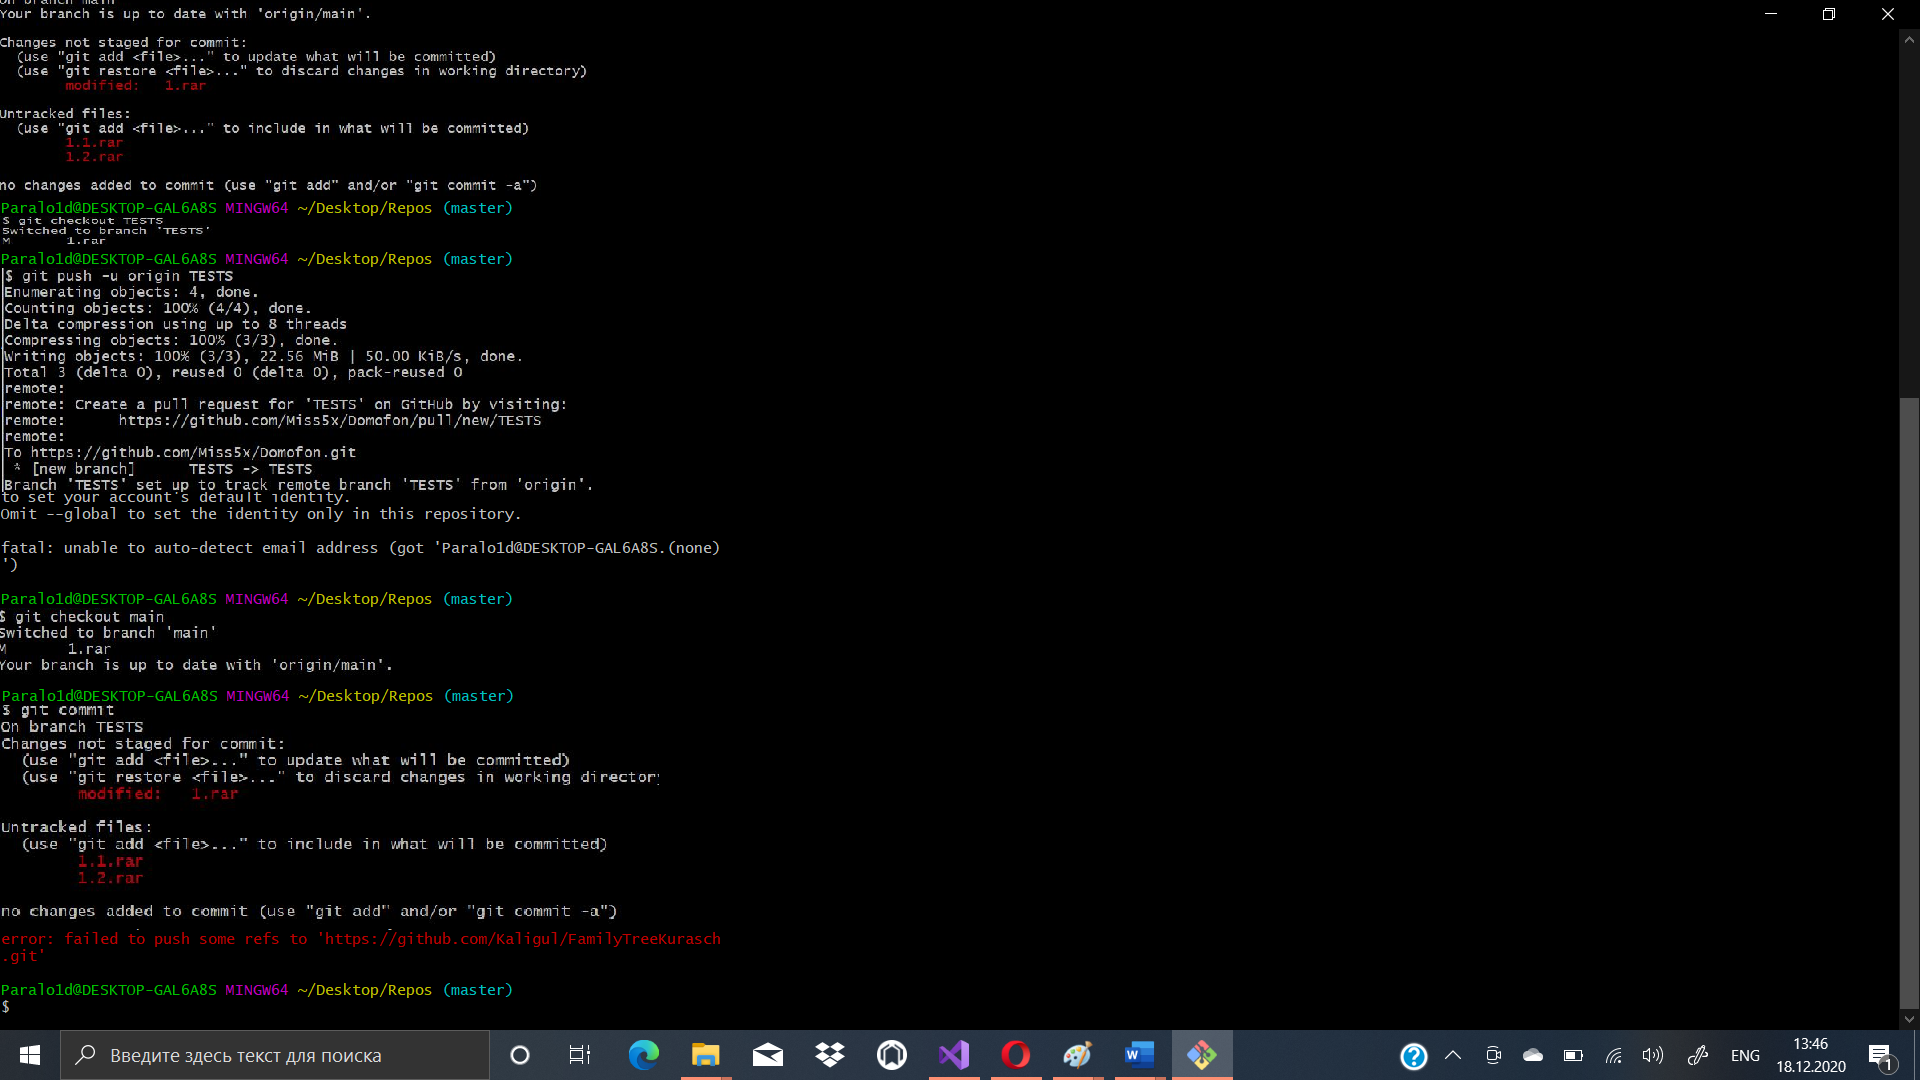 On branch main
Your branch is up to date with 'origin/main'.
Changes not staged for commit:
(use "git add <file>..." to update what will be committed)
(use "git restore <file>..." to discard changes in working directory)
modified:   1.rar
Untracked files:
(use "git add <file>..." to include in what will be committed)
1.1.rar
1.2.rar
no changes added to commit (use "git add" and/or "git commit -a")
Paralo1d@DESKTOP-GAL6A8S MINGW64 ~/Desktop/Repos (master)
$ git checkout TESTS
Switched to branch 'TESTS'
M       1.rar
Paralo1d@DESKTOP-GAL6A8S MINGW64 ~/Desktop/Repos (master)
$ git push -u origin TESTS
Enumerating objects: 4, done.
Counting objects: 100% (4/4), done.
Delta compression using up to 8 threads
Compressing objects: 100% (3/3), done.
Writing objects: 100% (3/3), 22.56 MiB | 50.00 KiB/s, done.
Total 3 (delta 0), reused 0 (delta 0), pack-reused 0
remote:
remote: Create a pull request for 'TESTS' on GitHub by visiting:
remote:      https://github.com/Miss5x/Domofon/pull/new/TESTS
remote:
To https://github.com/Miss5x/Domofon.git
* [new branch]      TESTS -> TESTS
Branch 'TESTS' set up to track remote branch 'TESTS' from 'origin'.
to set your account's default identity.
Omit --global to set the identity only in this repository.
fatal: unable to auto-detect email address (got 'Paralo1d@DESKTOP-GAL6A8S.(none)
')
Paralo1d@DESKTOP-GAL6A8S MINGW64 ~/Desktop/Repos (master)
$ git checkout main
Switched to branch 'main'
M       1.rar
Your branch is up to date with 'origin/main'.
Paralo1d@DESKTOP-GAL6A8S MINGW64 ~/Desktop/Repos (master)
$ git commit
On branch TESTS
Changes not staged for commit:
(use "git add <file>..." to update what will be committed)
(use "git restore <file>..." to discard changes in working directory
modified:   1.rar
Untracked files:
(use "git add <file>..." to include in what will be committed)
1.1.rar
1.2.rar
no changes added to commit (use "git add" and/or "git commit -a")
error: failed to push some refs to 'https://github.com/Kaligul/FamilyTreeKurasch
.git'
Paralo1d@DESKTOP-GAL6A8S MINGW64 ~/Desktop/Repos (master)
$
Введите здесь текст для поиска
ENG
13:46
18.12.2020
1